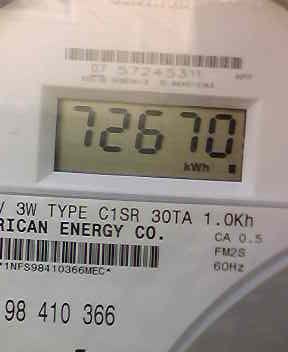 07 57245311
72670
kWh
V 3W TYPE C1SR 30TA 1.0Kh
RICAN ENERGY CO.
CA 0.5
FM2S
60Hz
*1NFS98410366MEC*
98 410 366